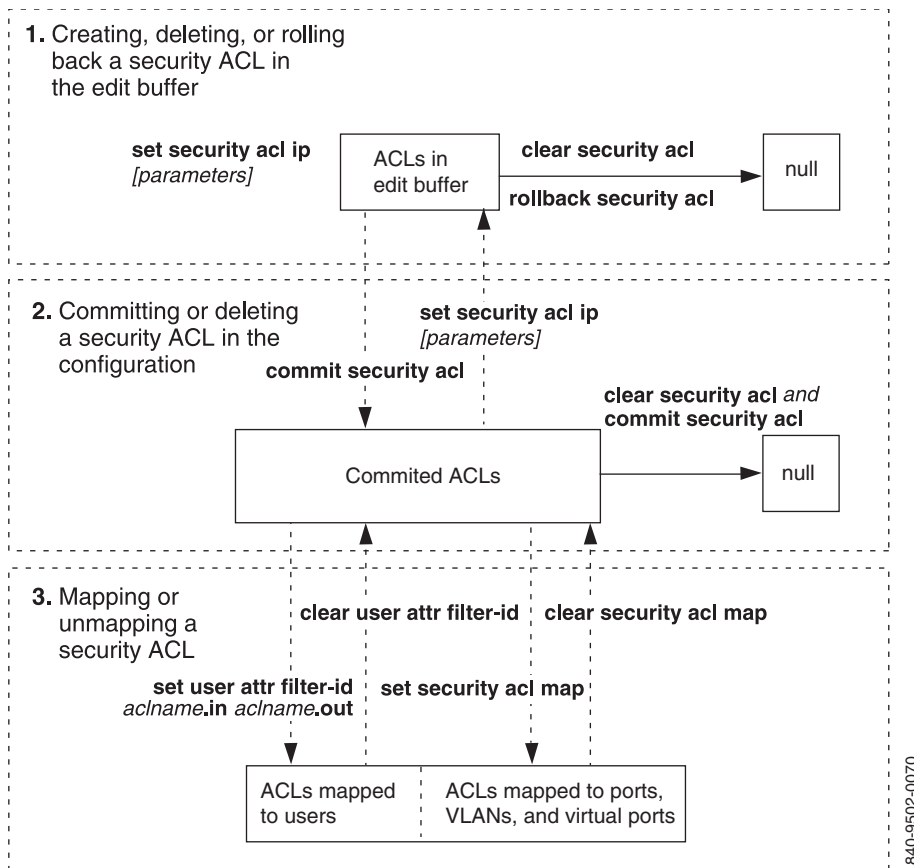 1. Creating, deleting, or rolling
back a security ACL in
the edit buffer
set security acl ip
[parameters]
ACLs in
edit buffer
clear security acl
rollback security acl
null
2. Committing or deleting
a security ACL in the
configuration
set security acl ip
[parameters]
commit security acl
clear security acl and
commit security acl
Commited ACLs
null
3. Mapping or
unmapping a
security ACL
clear user attr filter-id
clear security acl map
set user attr filter-id
aclname.in aclname.out
set security acl map
ACLs mapped
to users
ACLs mapped to ports,
VLANs, and virtual ports
840-9502-0070